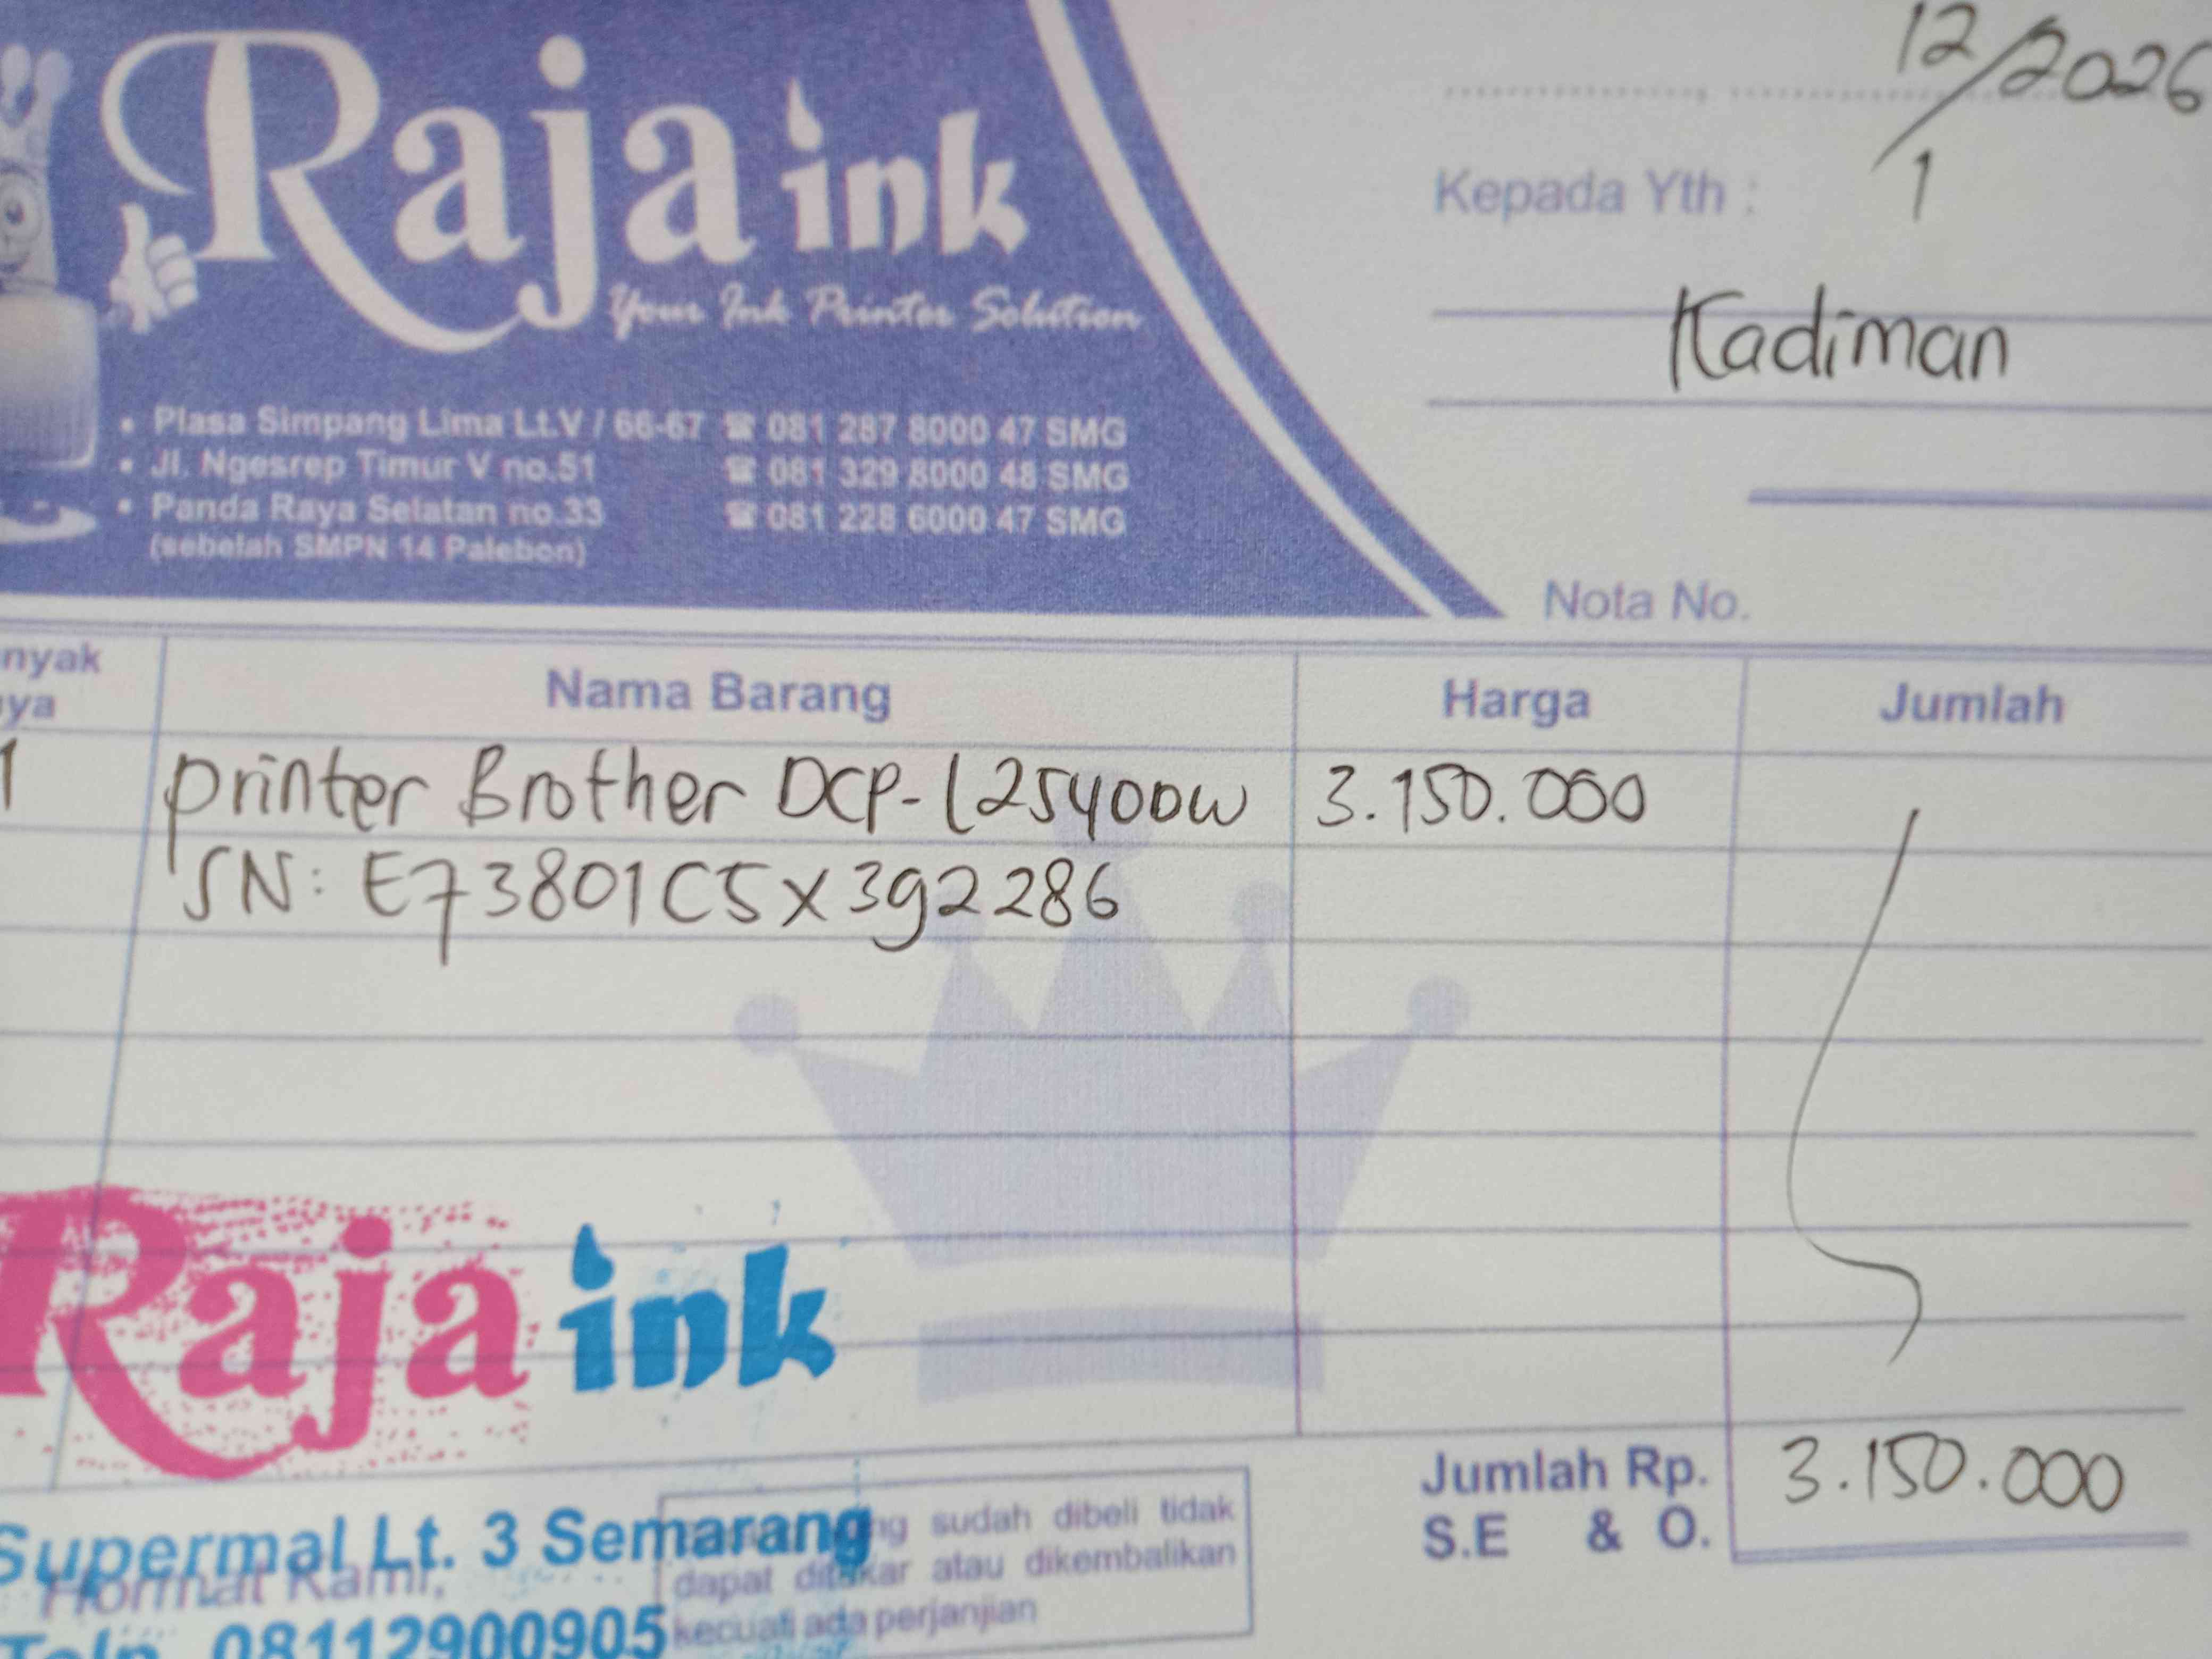 Raja ink
Your Ink Printer Solution
• Plasa Simpang Lima Lt.V / 66-67 ☎ 081 287 8000 47 SMG
• Jl. Ngesrep Timur V no.51 ☎ 081 329 8000 48 SMG
• Panda Raya Selatan no.33 ☎ 081 228 6000 47 SMG
(sebelah SMPN 14 Palebon)
12/1 2026
Kepada Yth :
Kadiman
Nota No.
nyak
ya
Nama Barang Harga Jumlah
1 printer Brother DCP-L2540DW 3.150.000
SN: E73801C5X3g2286
Raja ink
Supermal Lt. 3 Semarang
Hormat Kami,
Telp. 08112900905
sudah dibeli tidak
dapat ditukar atau dikembalikan
kecuali ada perjanjian
Jumlah Rp. 3.150.000
S.E & O.